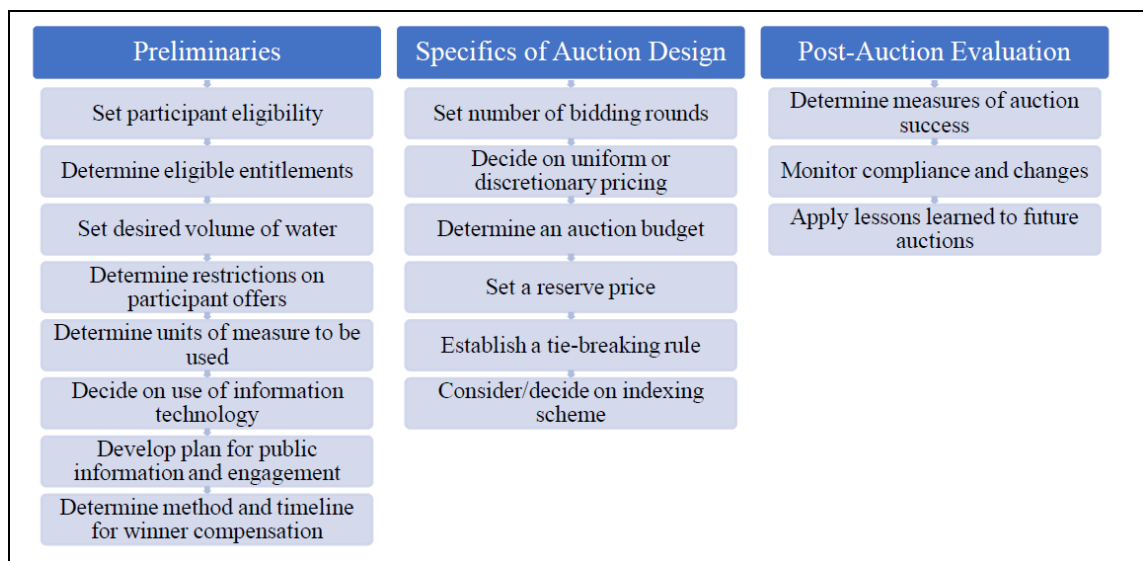 Preliminaries
Set participant eligibility
Determine eligible entitlements
Set desired volume of water
Determine restrictions on
participant offers
Determine units of measure to be
used
Decide on use of information
technology
Develop plan for public
information and engagement
Determine method and timeline
for winner compensation
Specifics of Auction Design
Set number of bidding rounds
Decide on uniform or
discretionary pricing
Determine an auction budget
Set a reserve price
Establish a tie-breaking rule
Consider/decide on indexing
scheme
Post-Auction Evaluation
Determine measures of auction
success
Monitor compliance and changes
Apply lessons learned to future
auctions